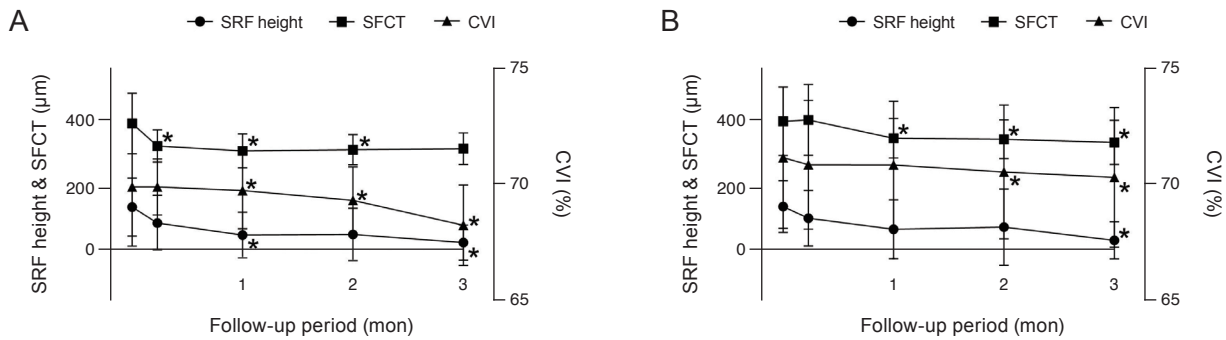 A
SRF height SFCT CVI
SRF height & SFCT (µm)
400
200
0
75
70
65
CVI (%)
* * * * * * * *
1 2 3
Follow-up period (mon)
B
SRF height SFCT CVI
SRF height & SFCT (µm)
400
200
0
75
70
65
CVI (%)
* * * * * *
1 2 3
Follow-up period (mon)